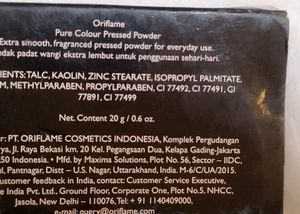 Oriflame
Pure Colour Pressed Powder
Extra smooth, fragranced pressed powder for everyday use.
edak padat wangi ekstra lembut untuk penggunaan sehari-hari.
IENTS: TALC, KAOLIN, ZINC STEARATE, ISOPROPYL PALMITATE,
M, METHYLPARABEN, PROPYLPARABEN, CI 77492, CI 77491, CI
77891, CI 77499
Net Content: 20 g / 0.6 oz.
er: PT. ORIFLAME COSMETICS INDONESIA, Komplek Pergudangan
ya, Jl. Raya Bekasi km. 20 Kel. Pegangsaan Dua, Kelapa Gading-Jakarta
250 Indonesia. • Mfd. by Maxima Solutions, Plot No. 56, Sector - IIDC,
l, Pantnagar, Distt - U.S. Nagar, Uttarakhand, India. M-6/C/UA/2015.
customer feedback in India, contact: Customer Service Executive,
e India Pvt. Ltd., Ground Floor, Corporate One, Plot No.5, NHCC,
Jasola, New Delhi - 110076, Tel # + 91 1140409000,
e-mail: query@oriflame.com